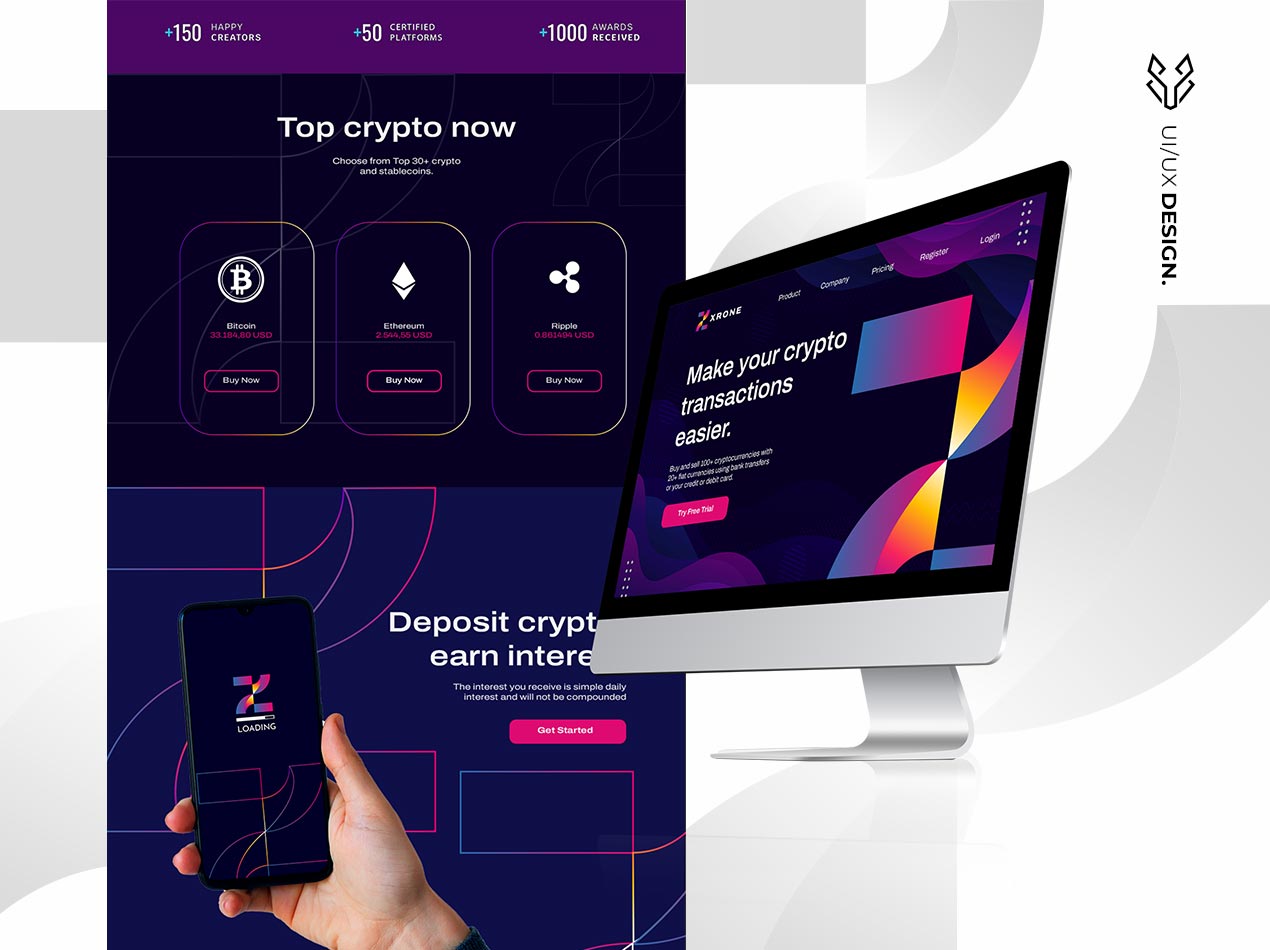 +150 HAPPY
CREATORS
+50 CERTIFIED
PLATFORMS
+1000 AWARDS
RECEIVED
Top crypto now
Choose from Top 30+ crypto
and stablecoins.
Bitcoin
33.184,80 USD
Buy Now
Ethereum
2.544,55 USD
Buy Now
Ripple
0.861494 USD
Buy Now
Deposit crypt
earn intere
The interest you receive is simple daily
interest and will not be compounded
Get Started
LOADING
XRONE
Product
Company
Pricing
Register
Login
Make your crypto
transactions
easier.
Buy and sell 100+ cryptocurrencies with
20+ fiat currencies using bank transfers
or your credit or debit card.
Try Free Trial
UI/UX DESIGN.